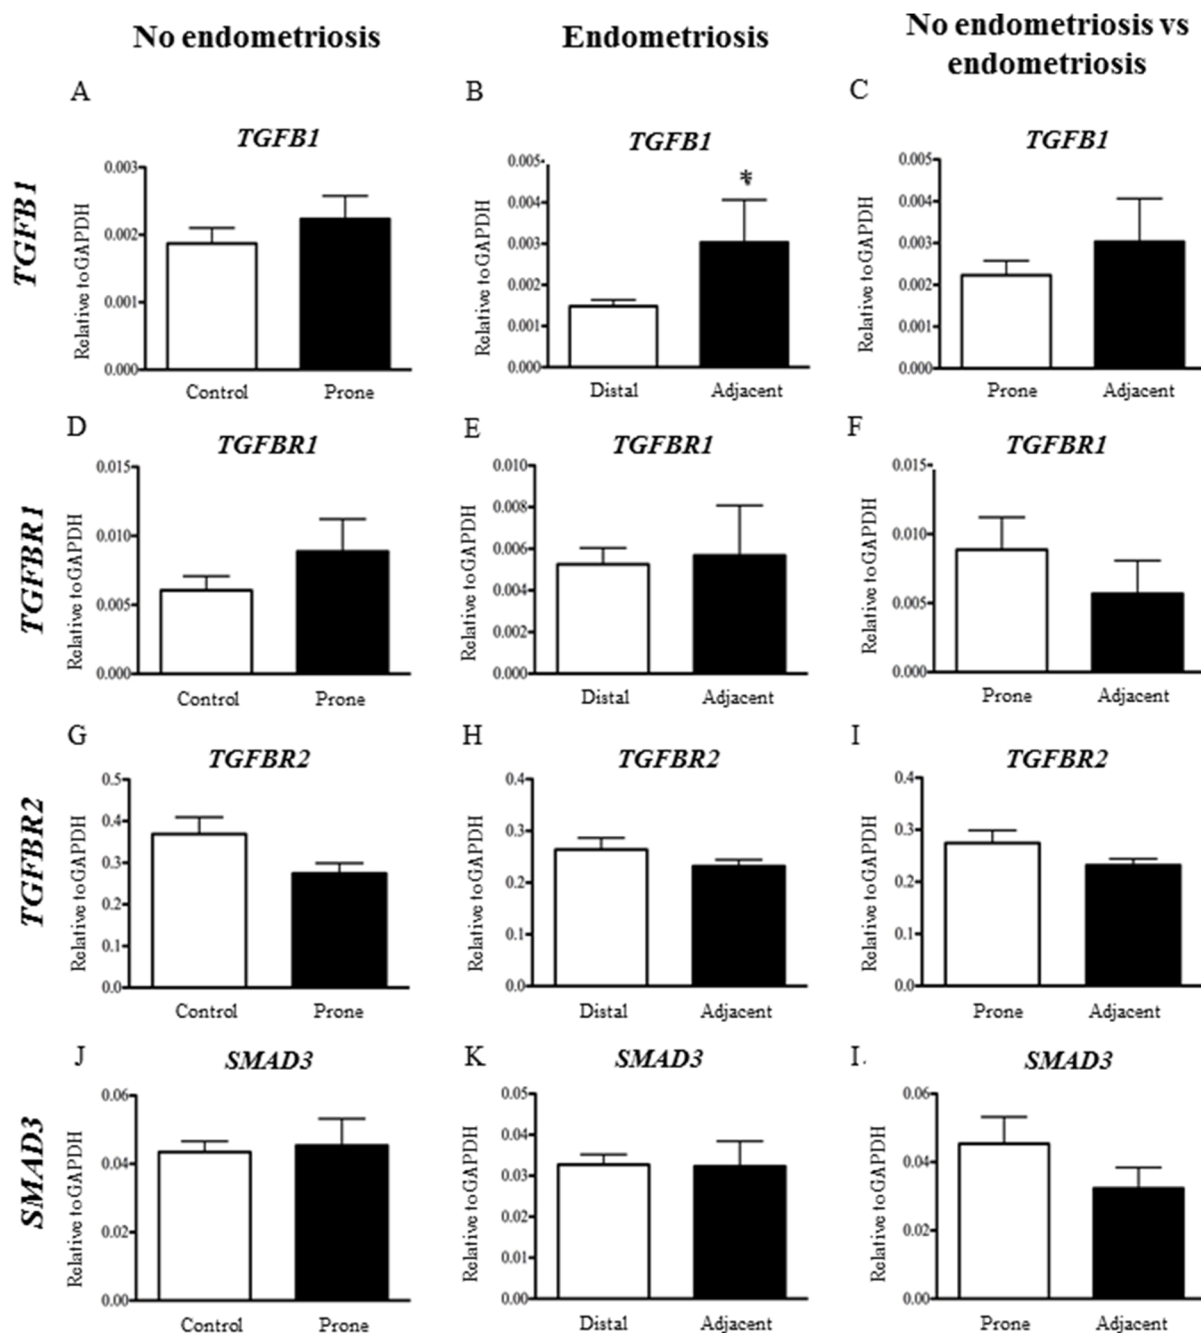 No endometriosis
Endometriosis
No endometriosis vs
endometriosis
A
B
C
TGFB1
TGFB1
TGFB1
TGFB1
Relative to GAPDH
0.003
0.002
0.001
0.000
Control
Prone
Relative to GAPDH
0.005
0.004
0.003
0.002
0.001
0.000
*
Distal
Adjacent
Relative to GAPDH
0.005
0.004
0.003
0.002
0.001
0.000
Prone
Adjacent
D
E
F
TGFBR1
TGFBR1
TGFBR1
TGFBR1
Relative to GAPDH
0.015
0.010
0.005
0.000
Control
Prone
Relative to GAPDH
0.010
0.008
0.006
0.004
0.002
0.000
Distal
Adjacent
Relative to GAPDH
0.015
0.010
0.005
0.000
Prone
Adjacent
G
H
I
TGFBR2
TGFBR2
TGFBR2
TGFBR2
Relative to GAPDH
0.5
0.4
0.3
0.2
0.1
0.0
Control
Prone
Relative to GAPDH
0.4
0.3
0.2
0.1
0.0
Distal
Adjacent
Relative to GAPDH
0.4
0.3
0.2
0.1
0.0
Prone
Adjacent
J
K
L
SMAD3
SMAD3
SMAD3
SMAD3
Relative to GAPDH
0.06
0.04
0.02
0.00
Control
Prone
Relative to GAPDH
0.05
0.04
0.03
0.02
0.01
0.00
Distal
Adjacent
Relative to GAPDH
0.06
0.04
0.02
0.00
Prone
Adjacent